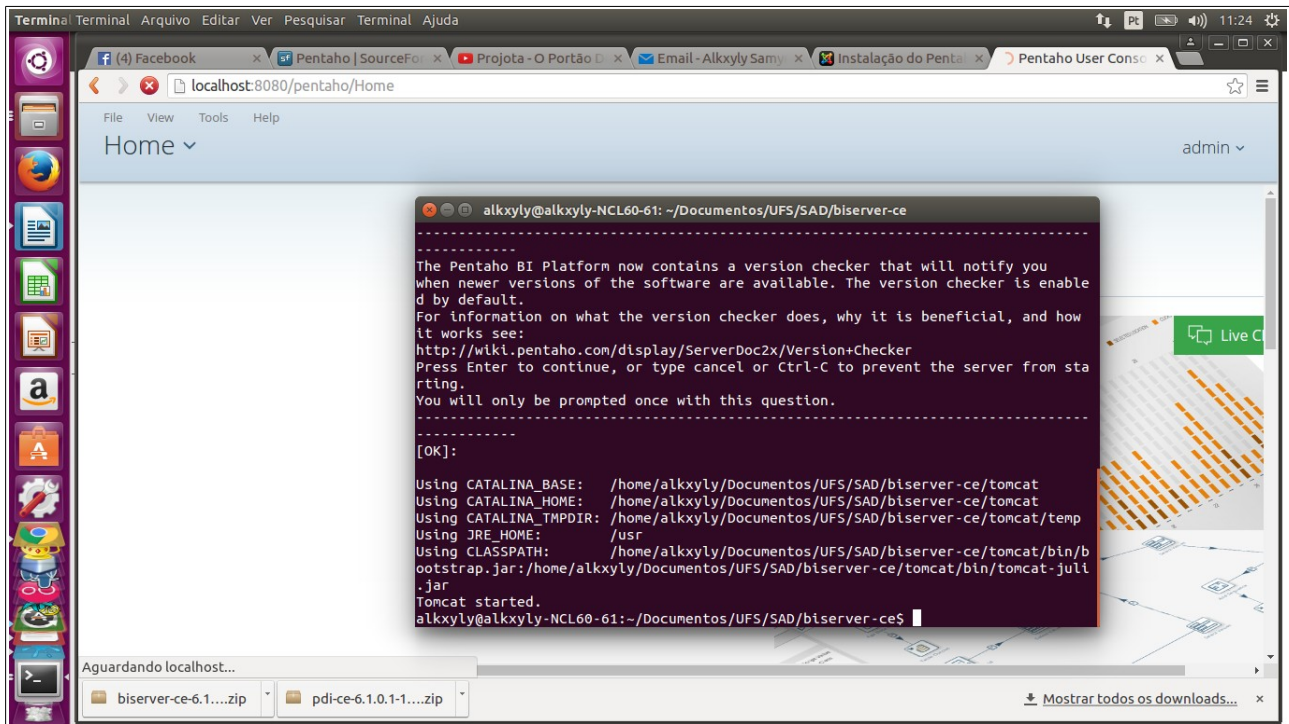 Terminal Terminal Arquivo Editar Ver Pesquisar Terminal Ajuda
Pt 11:24
(4) Facebook
Pentaho | SourceFor
Projota - O Portão D
Email - Alkxyly Samy
Instalação do Penta
Pentaho User Conso
localhost:8080/pentaho/Home
File View Tools Help
Home
admin
alkxyly@alkxyly-NCL60-61: ~/Documentos/UFS/SAD/biserver-ce
--------------------------------------------------------------------------------
------------
The Pentaho BI Platform now contains a version checker that will notify you
when newer versions of the software are available. The version checker is enable
d by default.
For information on what the version checker does, why it is beneficial, and how
it works see:
http://wiki.pentaho.com/display/ServerDoc2x/Version+Checker
Press Enter to continue, or type cancel or Ctrl-C to prevent the server from sta
rting.
You will only be prompted once with this question.
--------------------------------------------------------------------------------
------------
[OK]:
Using CATALINA_BASE: /home/alkxyly/Documentos/UFS/SAD/biserver-ce/tomcat
Using CATALINA_HOME: /home/alkxyly/Documentos/UFS/SAD/biserver-ce/tomcat
Using CATALINA_TMPDIR: /home/alkxyly/Documentos/UFS/SAD/biserver-ce/tomcat/temp
Using JRE_HOME: /usr
Using CLASSPATH: /home/alkxyly/Documentos/UFS/SAD/biserver-ce/tomcat/bin/b
ootstrap.jar:/home/alkxyly/Documentos/UFS/SAD/biserver-ce/tomcat/bin/tomcat-juli
.jar
Tomcat started.
alkxyly@alkxyly-NCL60-61:~/Documentos/UFS/SAD/biserver-ce$
Live C
Aguardando localhost...
biserver-ce-6.1....zip
pdi-ce-6.1.0.1-1....zip
Mostrar todos os downloads...